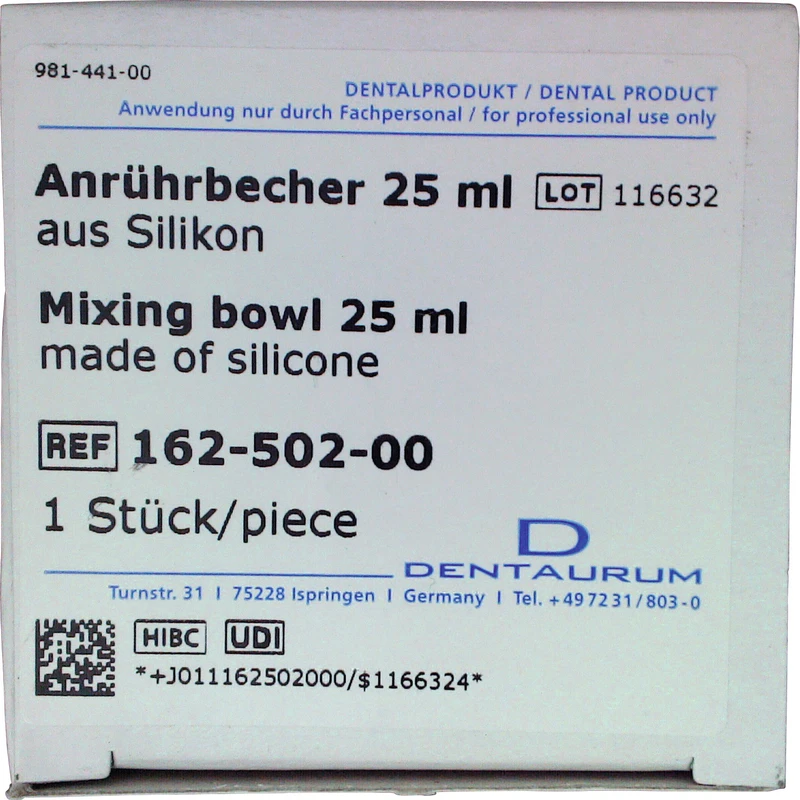 981-441-00
DENTALPRODUKT / DENTAL PRODUCT
Anwendung nur durch Fachpersonal / for professional use only
Anrührbecher 25 ml LOT 116632
aus Silikon
Mixing bowl 25 ml
made of silicone
REF 162-502-00
1 Stück/piece
D
DENTAURUM
Turnstr. 31 I 75228 Ispringen I Germany I Tel. +497231/803-0
HIBC UDI
*+J011162502000/$1166324*